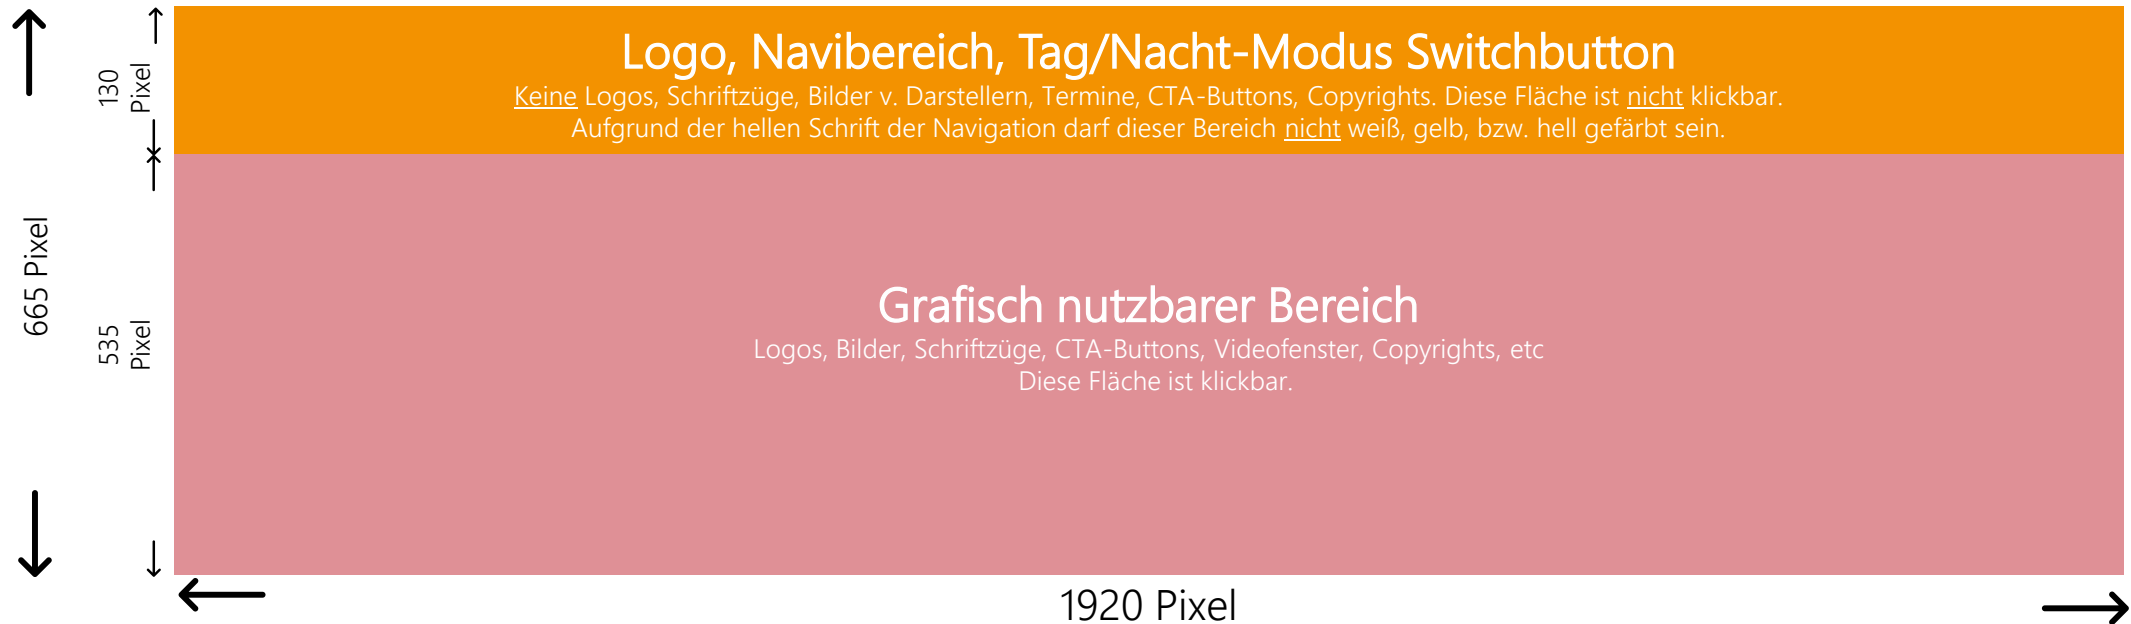 Logo, Navibereich, Tag/Nacht-Modus Switchbutton
Keine Logos, Schriftzüge, Bilder v. Darstellern, Termine, CTA-Buttons, Copyrights. Diese Fläche ist nicht klickbar.
Aufgrund der hellen Schrift der Navigation darf dieser Bereich nicht weiß, gelb, bzw. hell gefärbt sein.
130
Pixel
665 Pixel
535
Pixel
Grafisch nutzbarer Bereich
Logos, Bilder, Schriftzüge, CTA-Buttons, Videofenster, Copyrights, etc
Diese Fläche ist klickbar.
1920 Pixel